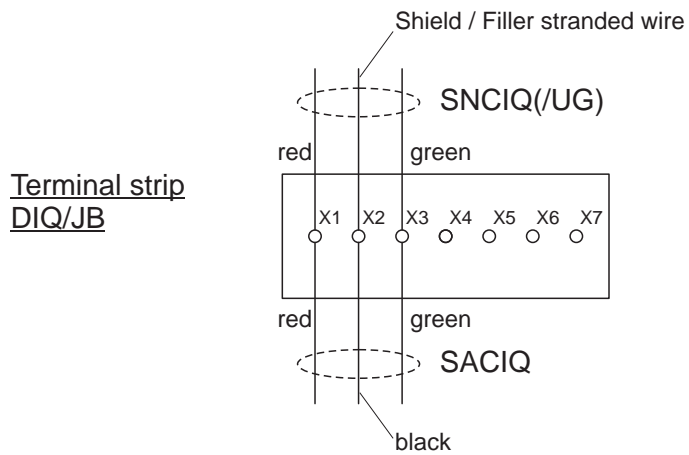 Shield / Filler stranded wire
SNCIQ(/UG)
red green
Terminal strip
DIQ/JB
X1 X2 X3 X4 X5 X6 X7
red green
SACIQ
black